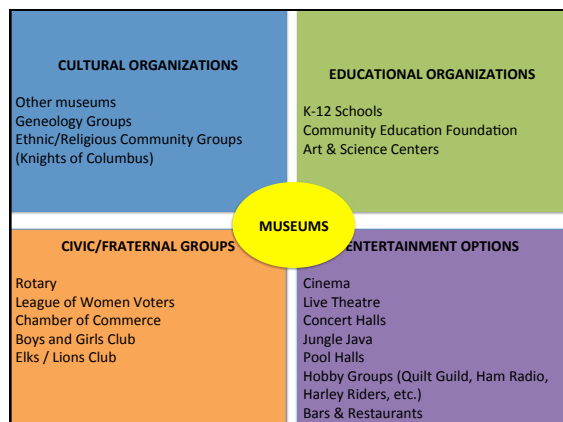 CULTURAL ORGANIZATIONS
Other museums
Geneology Groups
Ethnic/Religious Community Groups
(Knights of Columbus)
EDUCATIONAL ORGANIZATIONS
K-12 Schools
Community Education Foundation
Art & Science Centers
MUSEUMS
CIVIC/FRATERNAL GROUPS
Rotary
League of Women Voters
Chamber of Commerce
Boys and Girls Club
Elks / Lions Club
ENTERTAINMENT OPTIONS
Cinema
Live Theatre
Concert Halls
Jungle Java
Pool Halls
Hobby Groups (Quilt Guild, Ham Radio,
Harley Riders, etc.)
Bars & Restaurants